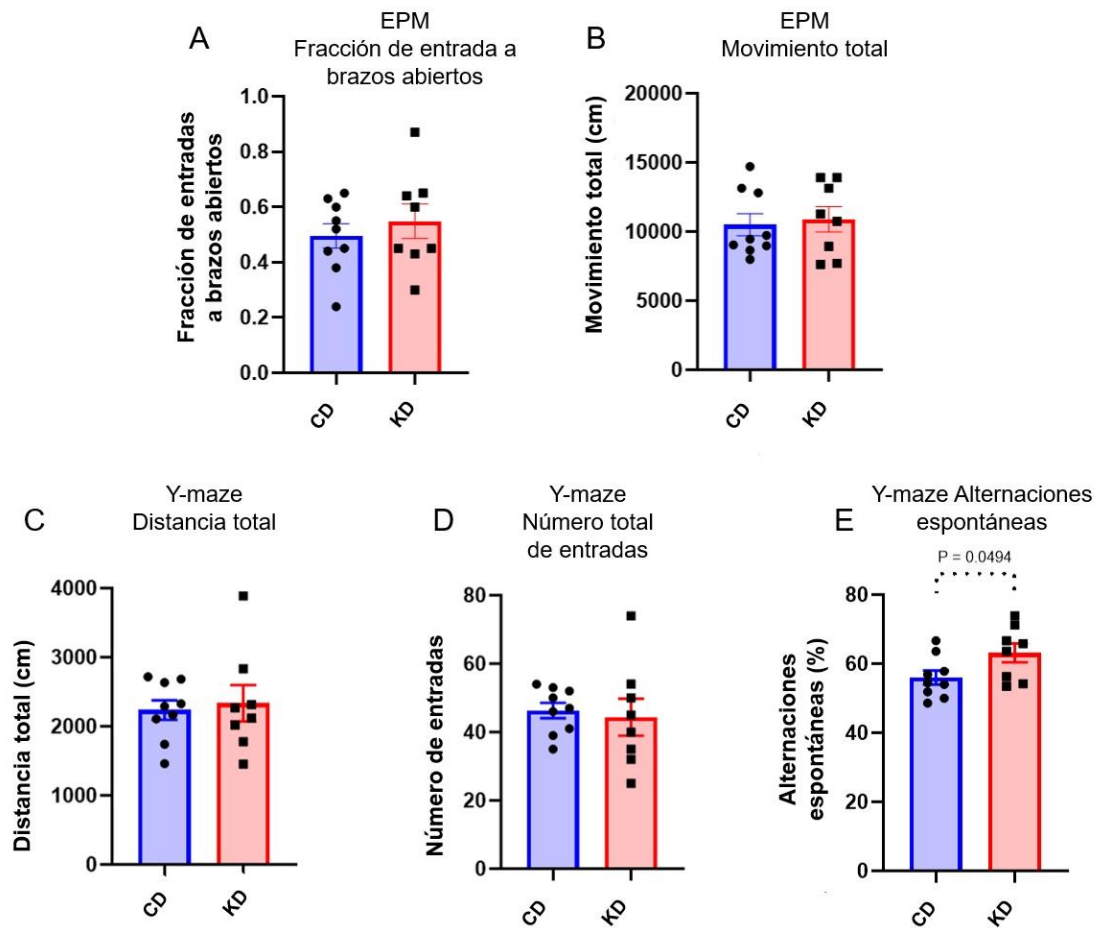 A
EPM
Fracción de entrada a
brazos abiertos
Fracción de entradas
a brazos abiertos
1.0
0.8
0.6
0.4
0.2
0.0
CD
KD
B
EPM
Movimiento total
Movimiento total (cm)
20000
15000
10000
5000
0
CD
KD
C
Y-maze
Distancia total
Distancia total (cm)
4000
3000
2000
1000
0
CD
KD
D
Y-maze
Número total
de entradas
Número de entradas
80
60
40
20
0
CD
KD
E
Y-maze Alternaciones
espontáneas
P = 0.0494
Alternaciones
espontáneas (%)
80
60
40
20
0
CD
KD